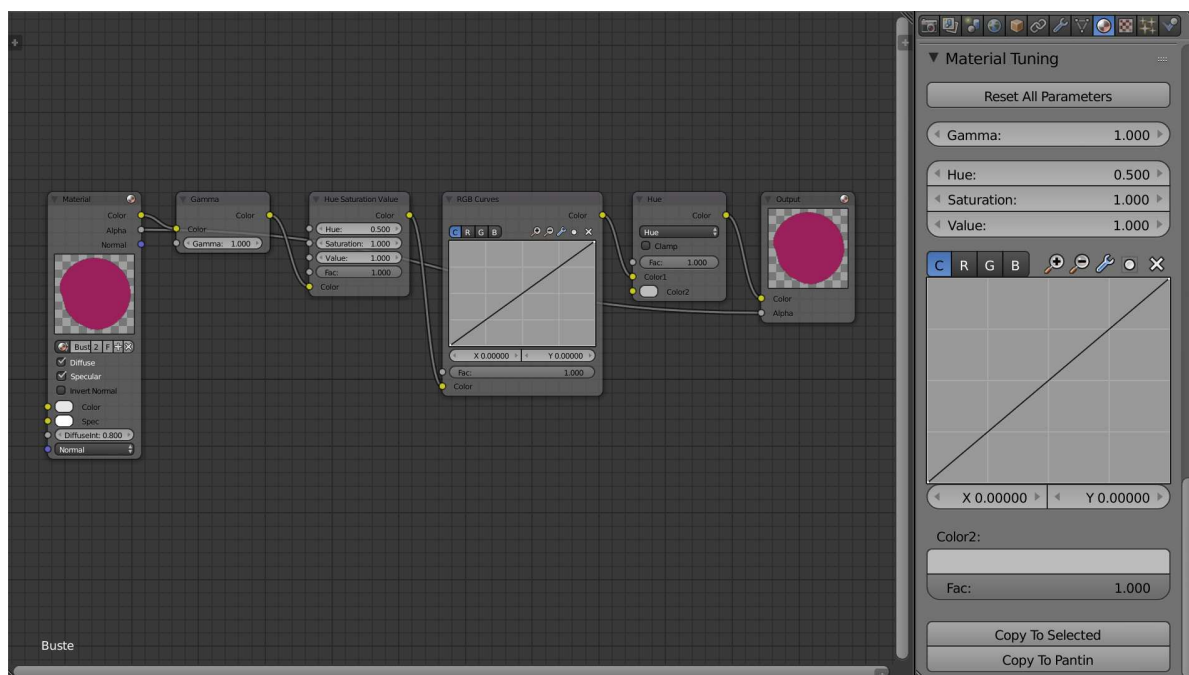 Material
Color
Alpha
Normal
Bust 2 F
Diffuse
Specular
Invert Normal
Color
Spec
DiffuseInt: 0.800
Normal
Gamma
Color
Color
Gamma: 1.000
Hue Saturation Value
Color
Hue: 0.500
Saturation: 1.000
Value: 1.000
Fac: 1.000
Color
RGB Curves
Color
C R G B
X 0.00000 Y 0.00000
Fac: 1.000
Color
Hue
Color
Hue
Clamp
Fac: 1.000
Color1
Color2
Output
Color
Alpha
Buste
Material Tuning
Reset All Parameters
Gamma: 1.000
Hue: 0.500
Saturation: 1.000
Value: 1.000
C R G B
X 0.00000 Y 0.00000
Color2:
Fac: 1.000
Copy To Selected
Copy To Pantin